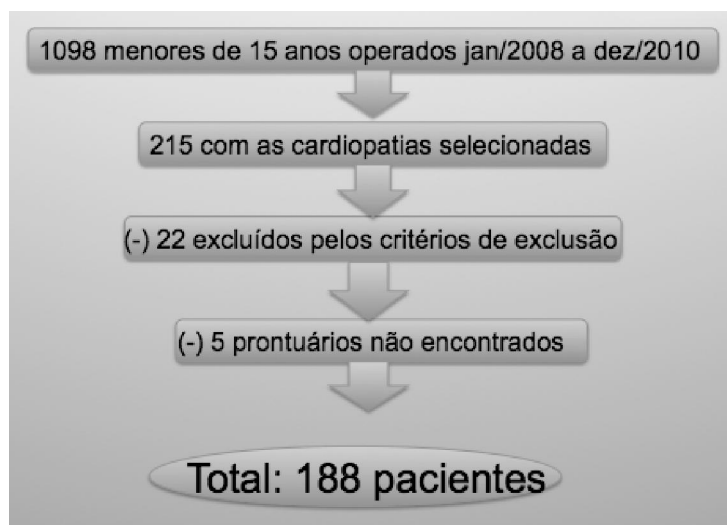 1098 menores de 15 anos operados jan/2008 a dez/2010
215 com as cardiopatias selecionadas
(-) 22 excluídos pelos critérios de exclusão
(-) 5 prontuários não encontrados
Total: 188 pacientes